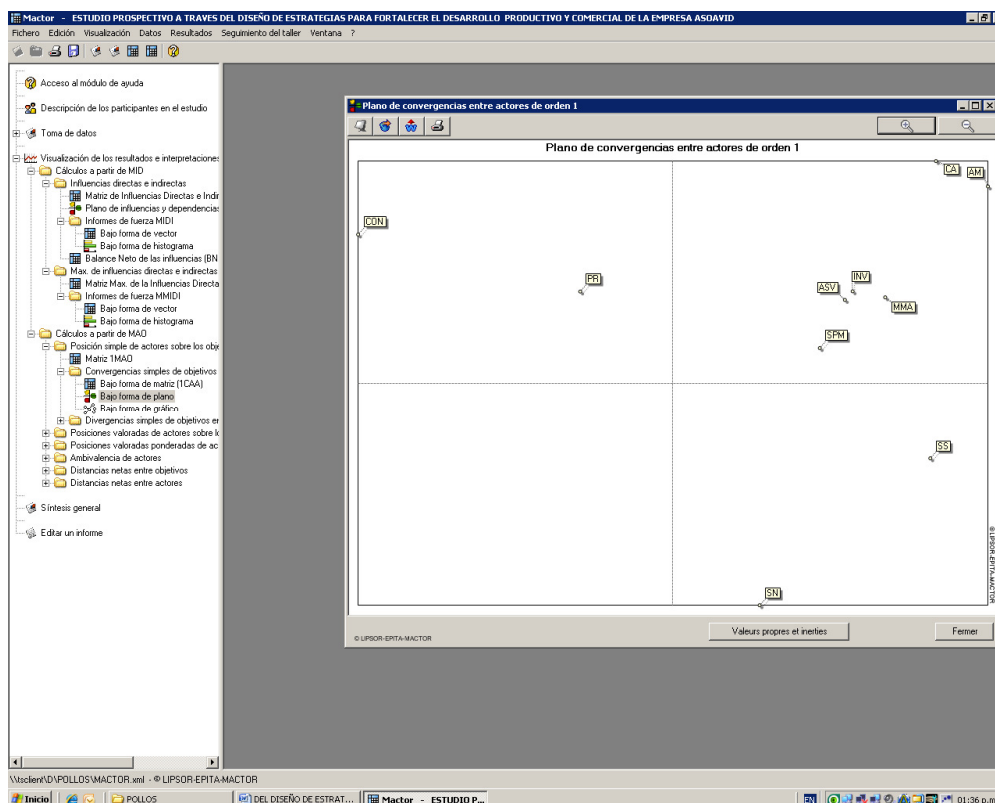 Mactor - ESTUDIO PROSPECTIVO A TRAVES DEL DISEÑO DE ESTRATEGIAS PARA FORTALECER EL DESARROLLO PRODUCTIVO Y COMERCIAL DE LA EMPRESA ASOAVID
Fichero Edición Visualización Datos Resultados Seguimiento del taller Ventana ?
Acceso al módulo de ayuda
Descripción de los participantes en el estudio
Toma de datos
Visualización de los resultados e interpretaciones
Cálculos a partir de MID
Influencias directas e indirectas
Matriz de Influencias Directas e Indir
Plano de influencias y dependencias
Informes de fuerza MIDI
Bajo forma de vector
Bajo forma de histograma
Balance Neto de las influencias (BN
Max. de influencias directas e indirectas
Matriz Max. de la Influencias Directa
Informes de fuerza MMIDI
Bajo forma de vector
Bajo forma de histograma
Cálculos a partir de MAO
Posición simple de actores sobre los obje
Matriz 1MAO
Convergencias simples de objetivos
Bajo forma de matriz (1CAA)
Bajo forma de plano
Bajo forma de gráfico
Divergencias simples de objetivos er
Posiciones valoradas de actores sobre lo
Posiciones valoradas ponderadas de ac
Ambivalencia de actores
Distancias netas entre objetivos
Distancias netas entre actores
Síntesis general
Editar un informe
Plano de convergencias entre actores de orden 1
Plano de convergencias entre actores de orden 1
CA
AM
CON
PR
INV
ASV
MMA
SPM
SS
SN
© LIPSOR-EPITA-MACTOR
© LIPSOR-EPITA-MACTOR
Valeurs propres et inerties
Fermer
\\tsclient\D\POLLOS\MACTOR.xml - © LIPSOR-EPITA-MACTOR
Inicio
POLLOS
DEL DISEÑO DE ESTRAT...
Mactor - ESTUDIO P...
EN
01:36 p.m